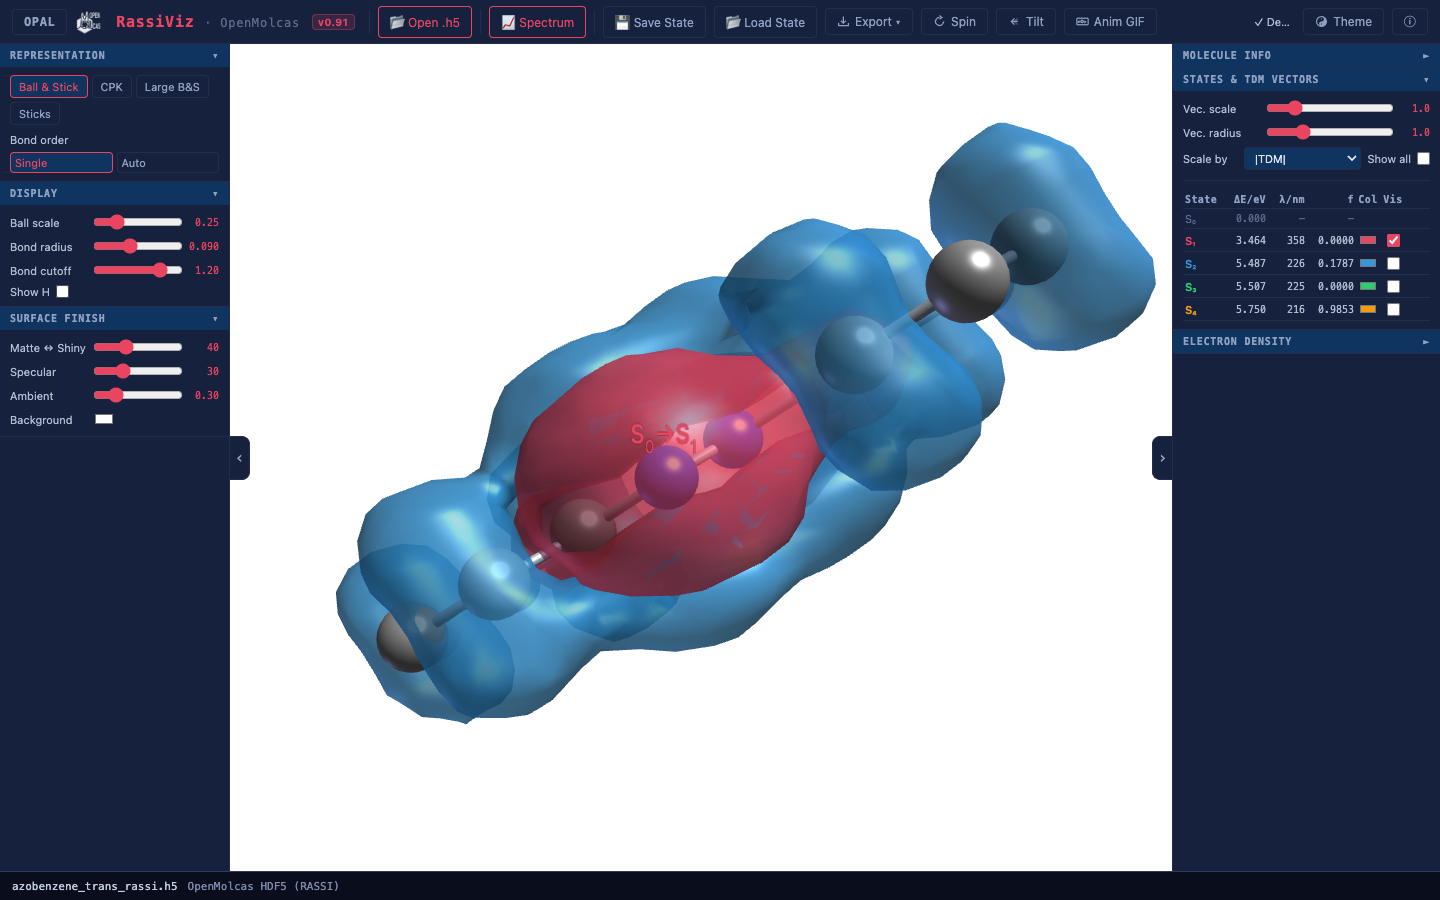 OPAL
OPEN MOLCAS
RassiViz · OpenMolcas v0.91
Open .h5
Spectrum
Save State
Load State
Export ▾
Spin
Tilt
Anim GIF
✓ De...
Theme
ⓘ
REPRESENTATION ▾
Ball & Stick
CPK
Large B&S
Sticks
Bond order
Single
Auto
DISPLAY ▾
Ball scale 0.25
Bond radius 0.090
Bond cutoff 1.20
Show H
SURFACE FINISH ▾
Matte ⇔ Shiny 40
Specular 30
Ambient 0.30
Background
‹
S₀→S₁
›
MOLECULE INFO ►
STATES & TDM VECTORS ▾
Vec. scale 1.0
Vec. radius 1.0
Scale by |TDM| Show all
State ΔE/eV λ/nm f Col Vis
S₀ 0.000 — —
S₁ 3.464 358 0.0000
S₂ 5.487 226 0.1787
S₃ 5.507 225 0.0000
S₄ 5.750 216 0.9853
ELECTRON DENSITY ►
azobenzene_trans_rassi.h5 OpenMolcas HDF5 (RASSI)